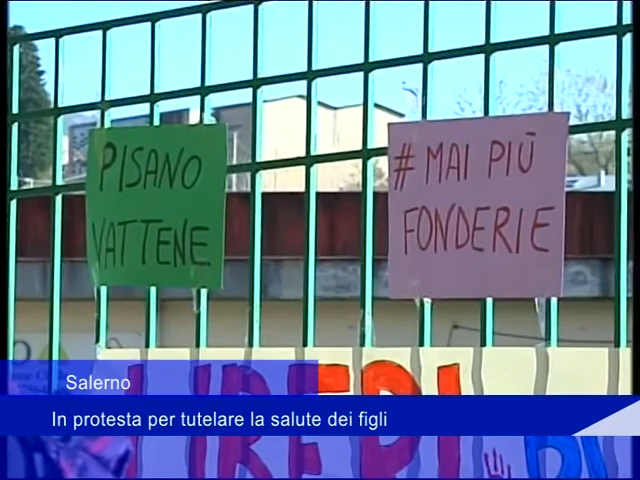 PISANO
VATTENE
# MAI PIÙ
FONDERIE
Salerno
In protesta per tutelare la salute dei figli